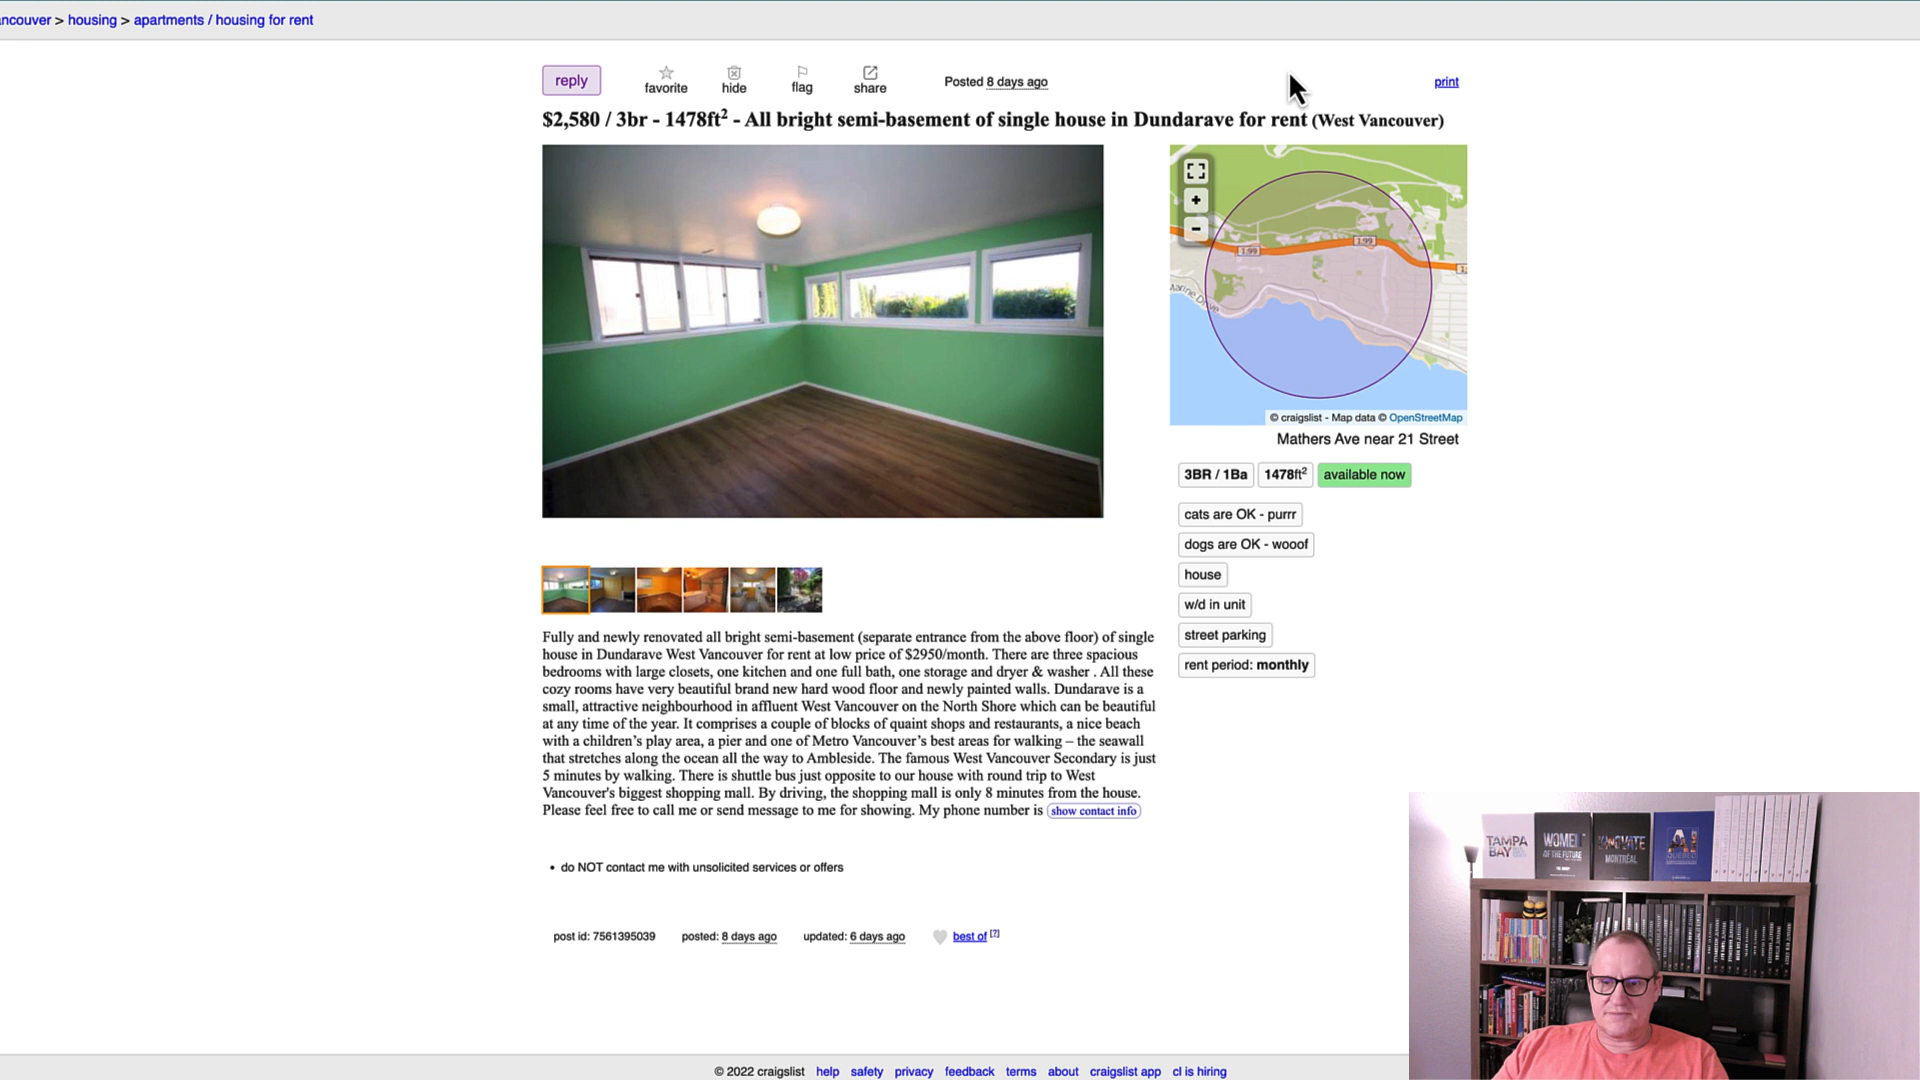 ncouver > housing > apartments / housing for rent
reply
favorite
hide
flag
share
Posted 8 days ago
print
$2,580 / 3br - 1478ft2 - All bright semi-basement of single house in Dundarave for rent (West Vancouver)
+
-
1:99
1:99
Marine Drive
© craigslist - Map data © OpenStreetMap
Mathers Ave near 21 Street
3BR / 1Ba
1478ft2
available now
cats are OK - purrr
dogs are OK - wooof
house
w/d in unit
street parking
rent period: monthly
Fully and newly renovated all bright semi-basement (separate entrance from the above floor) of single
house in Dundarave West Vancouver for rent at low price of $2950/month. There are three spacious
bedrooms with large closets, one kitchen and one full bath, one storage and dryer & washer . All these
cozy rooms have very beautiful brand new hard wood floor and newly painted walls. Dundarave is a
small, attractive neighbourhood in affluent West Vancouver on the North Shore which can be beautiful
at any time of the year. It comprises a couple of blocks of quaint shops and restaurants, a nice beach
with a children's play area, a pier and one of Metro Vancouver's best areas for walking – the seawall
that stretches along the ocean all the way to Ambleside. The famous West Vancouver Secondary is just
5 minutes by walking. There is shuttle bus just opposite to our house with round trip to West
Vancouver's biggest shopping mall. By driving, the shopping mall is only 8 minutes from the house.
Please feel free to call me or send message to me for showing. My phone number is show contact info
• do NOT contact me with unsolicited services or offers
post id: 7561395039
posted: 8 days ago
updated: 6 days ago
best of [?]
TAMPA
BAY
WOMEN
OF THE FUTURE
INNOVATE
MONTRÉAL
AI
QUÉBEC
© 2022 craigslist
help
safety
privacy
feedback
terms
about
craigslist app
cl is hiring